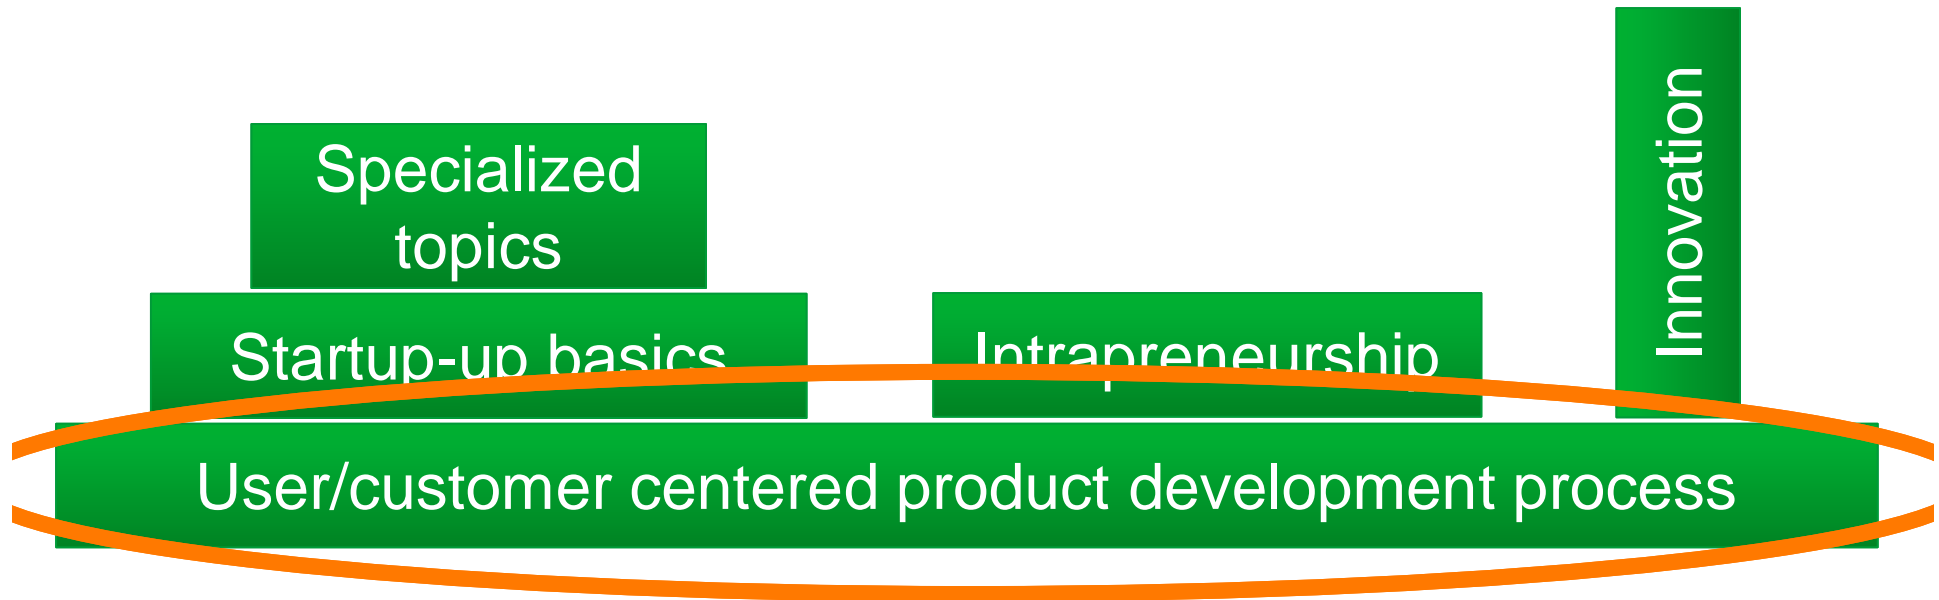 Specialized
topics
Startup-up basics
Intrapreneurship
Innovation
User/customer centered product development process